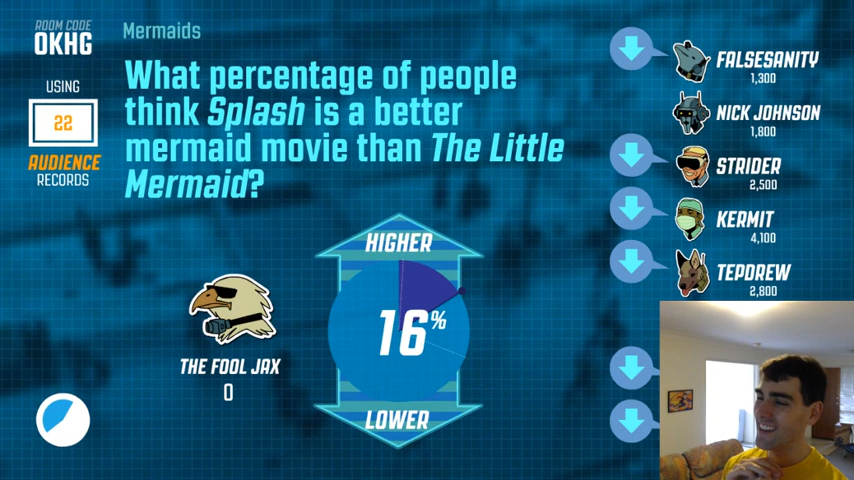 ROOM CODE
OKHG
USING
22
AUDIENCE
RECORDS
Mermaids
What percentage of people
think Splash is a better
mermaid movie than The Little
Mermaid?
HIGHER
16%
LOWER
THE FOOL JAX
0
FALSESANITY
1,300
NICK JOHNSON
1,800
STRIDER
2,500
KERMIT
4,100
TEPDREW
2,800